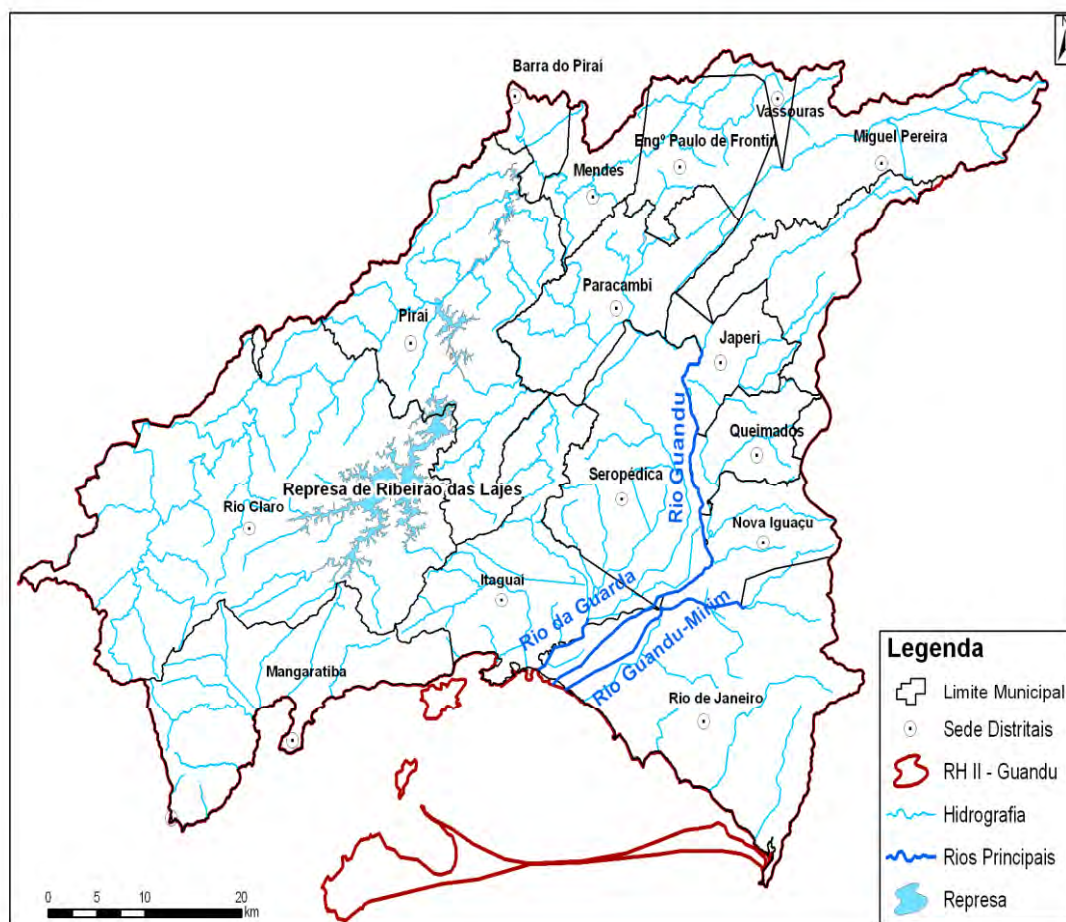 N
Barra do Piraí
Vassouras
Engº Paulo de Frontin
Miguel Pereira
Mendes
Paracambi
Piraí
Japeri
Rio Guandu
Queimados
Seropédica
Represa de Ribeirão das Lajes
Rio Claro
Nova Iguaçu
Itaguaí
Rio da Guarda
Rio Guandu-Mirim
Mangaratiba
Rio de Janeiro
Legenda
Limite Municipal
Sede Distritais
RH II - Guandu
Hidrografia
Rios Principais
Represa
0 5 10 20
km